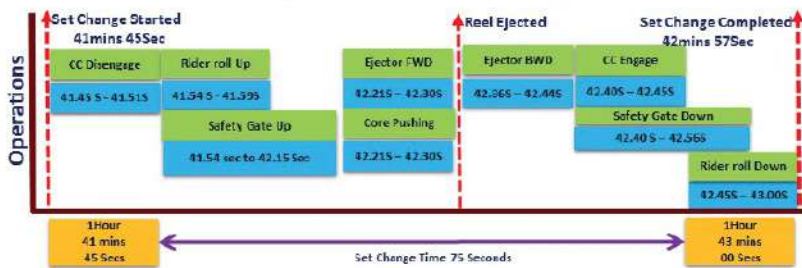 Set Change Started
41mins 45Sec
Reel Ejected
Set Change Completed
42mins 57Sec
Operations
CC Disengage
41.45 S - 41.51S
Rider roll Up
41.54 S - 41.59S
Safety Gate Up
41.54 sec to 42.15 Sec
Ejector FWD
42.21S – 42.30S
Core Pushing
42.21S – 42.30S
Ejector BWD
42.36S – 42.44S
CC Engage
42.40S – 42.45S
Safety Gate Down
42.40 S – 42.56S
Rider roll Down
42.45S – 43.00S
1Hour
41 mins
45 Secs
Set Change Time 75 Seconds
1Hour
43 mins
00 Secs